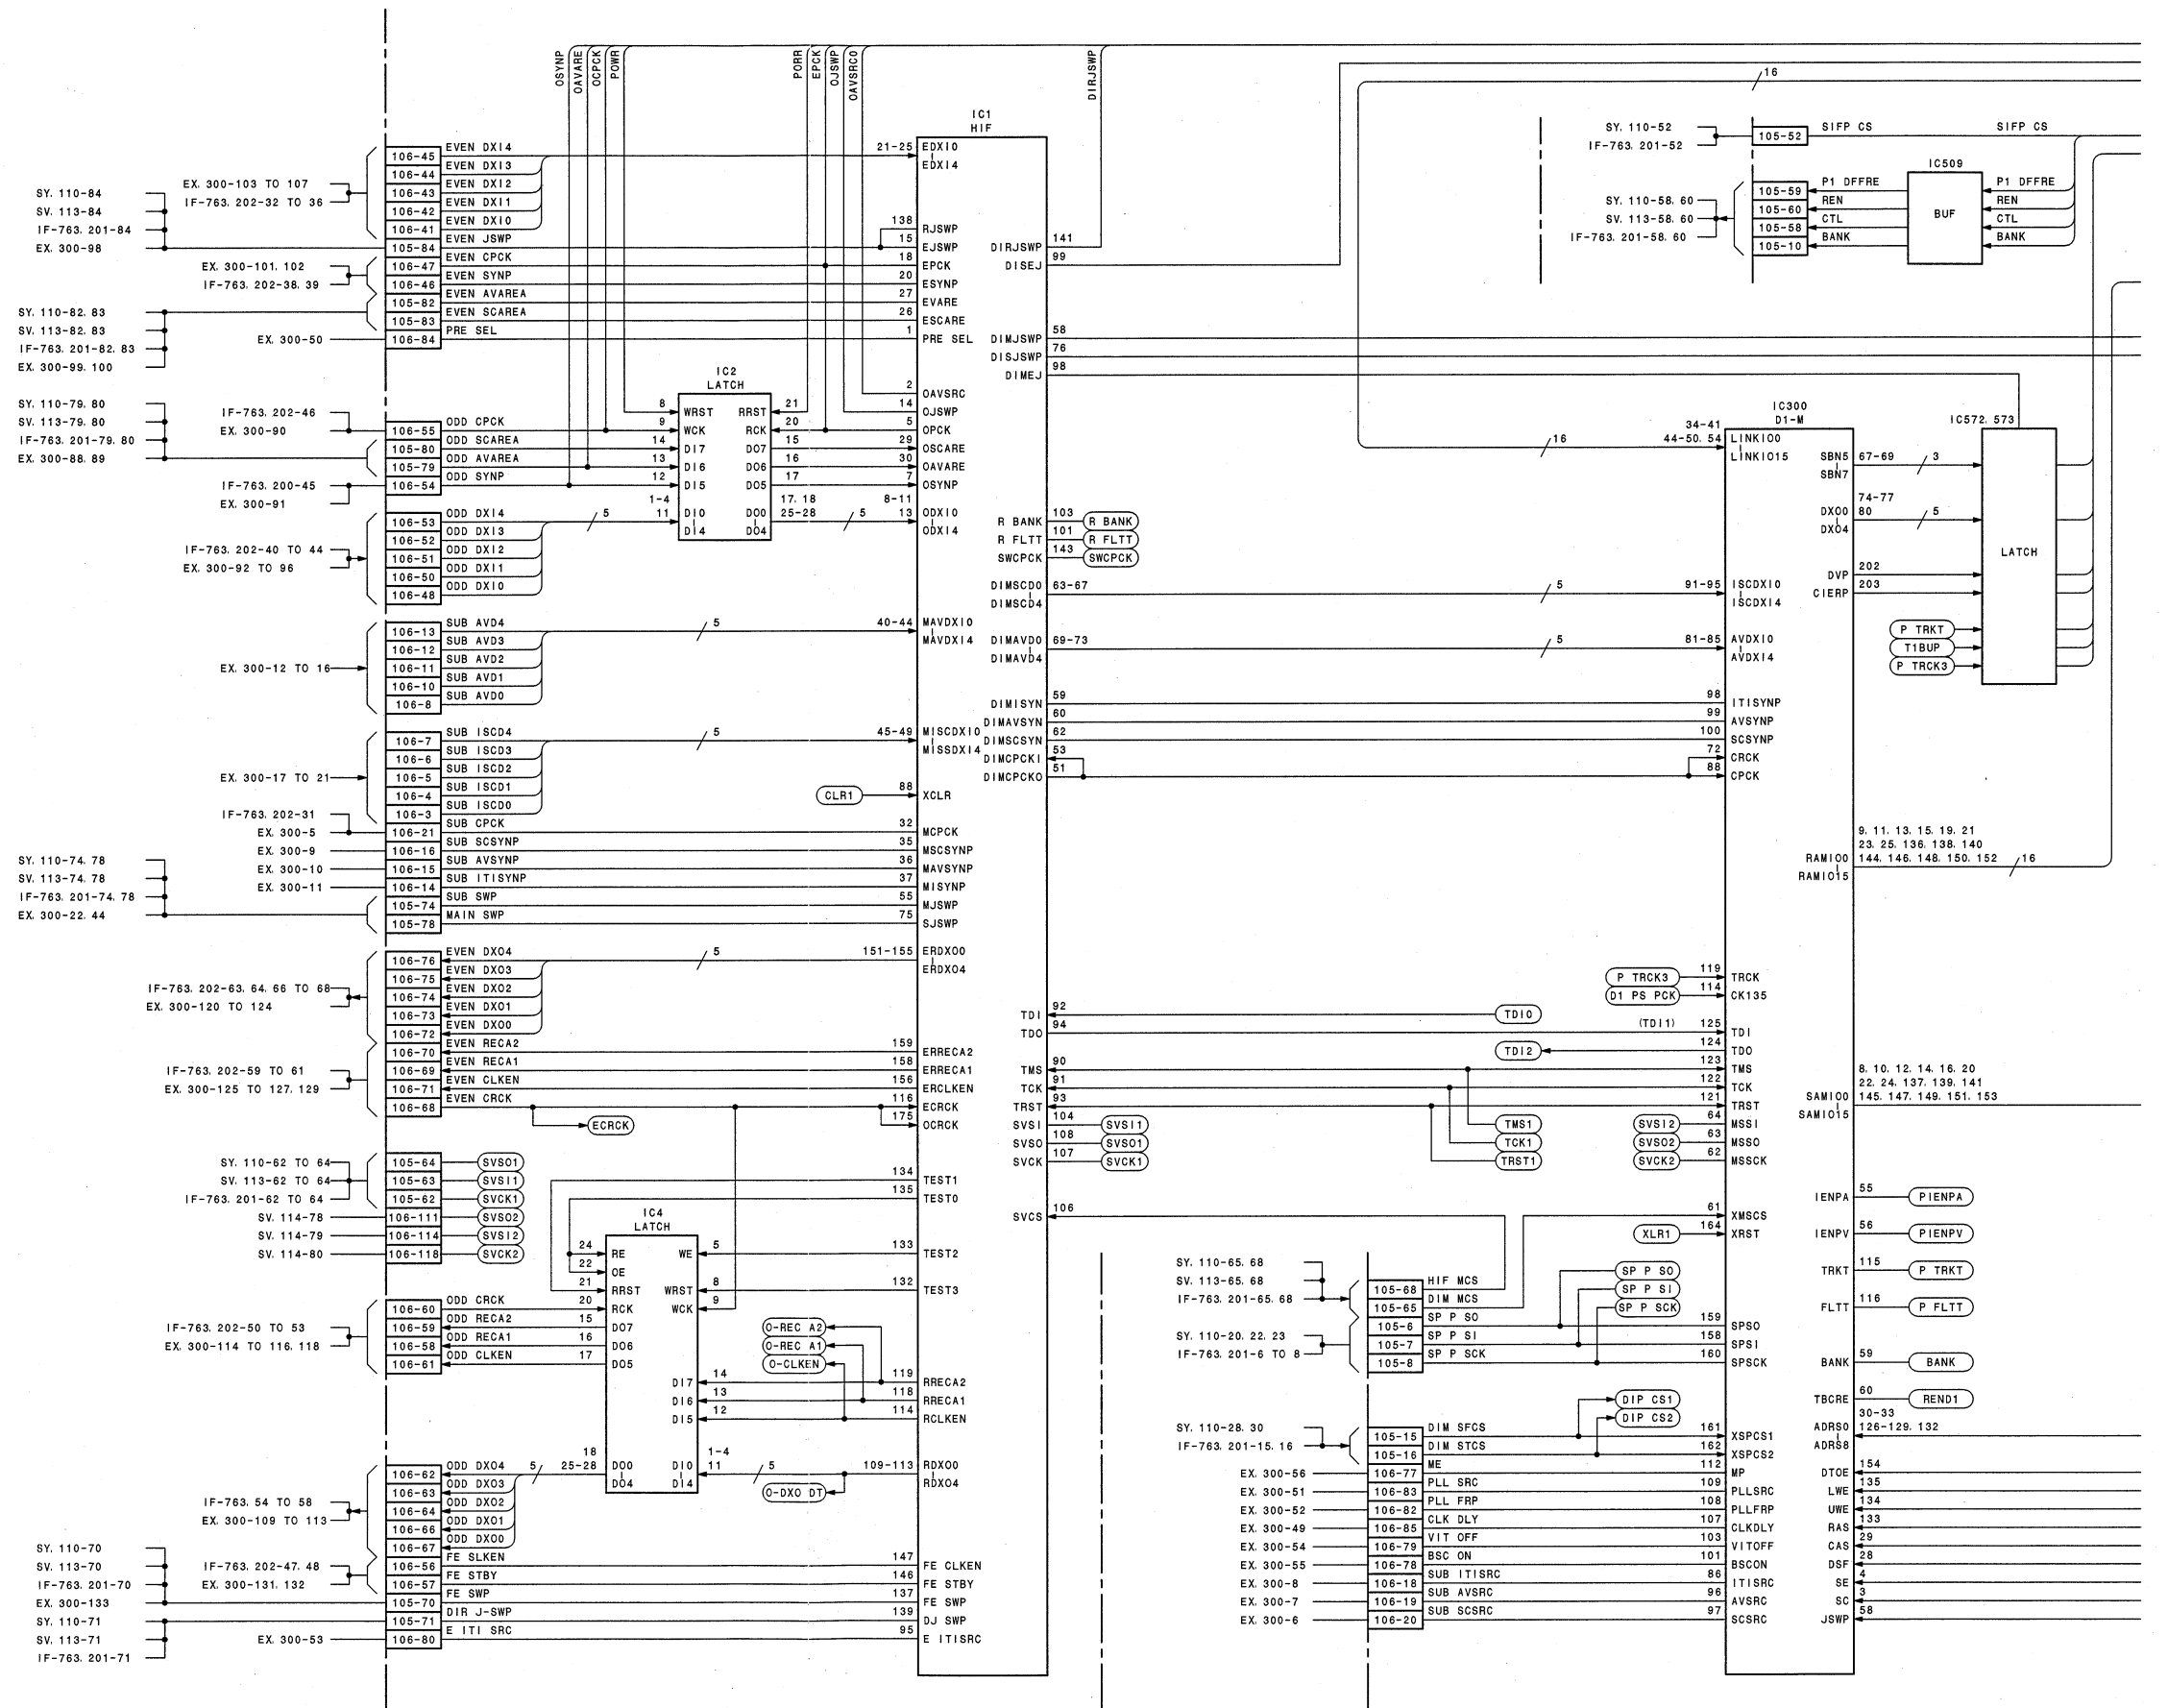 OSYNP
OAVARE
OCPCK
POWR
PORR
EPCK
OJSWP
OAVSRCO
DIRJSWP
16
IC1
HIF
EVEN DXI4
21-25
EDXI0
EDXI4
106-45
EVEN DXI3
106-44
EVEN DXI2
106-43
EVEN DXI1
106-42
EVEN DXI0
106-41
EVEN JSWP
105-84
EX. 300-103 TO 107
IF-763. 202-32 TO 36
SY. 110-84
SV. 113-84
IF-763. 201-84
EX. 300-98
138
RJSWP
15
EJSWP
EVEN CPCK
106-47
18
EPCK
EVEN SYNP
106-46
20
ESYNP
EVEN AVAREA
105-82
27
EVARE
EVEN SCAREA
105-83
26
ESCARE
PRE SEL
106-84
1
PRE SEL
EX. 300-101. 102
IF-763. 202-38. 39
SY. 110-82. 83
SV. 113-82. 83
IF-763. 201-82. 83
EX. 300-99. 100
EX. 300-50
DIRJSWP
141
DISEJ
99
DIMJSWP
58
DISJSWP
76
DIMEJ
98
SY. 110-52
IF-763. 201-52
105-52
SIFP CS
SIFP CS
IC509
BUF
SY. 110-58. 60
SV. 113-58. 60
IF-763. 201-58. 60
105-59
P1 DFFRE
P1 DFFRE
105-60
REN
REN
105-58
CTL
CTL
105-10
BANK
BANK
IC2
LATCH
8
WRST
RRST
21
9
WCK
RCK
20
14
DI7
DO7
15
13
DI6
DO6
16
12
DI5
DO5
17
1-4
11
DI0
DI4
DO0
DO4
17. 18
25-28
5
2
OAVSRC
14
OJSWP
5
OPCK
29
OSCARE
30
OAVARE
7
OSYNP
8-11
13
ODXI0
ODXI4
SY. 110-79. 80
SV. 113-79. 80
IF-763. 201-79. 80
EX. 300-88. 89
IF-763. 202-46
EX. 300-90
ODD CPCK
106-55
ODD SCAREA
105-80
ODD AVAREA
105-79
ODD SYNP
106-54
IF-763. 200-45
EX. 300-91
ODD DXI4
5
106-53
ODD DXI3
106-52
ODD DXI2
106-51
ODD DXI1
106-50
ODD DXI0
106-48
IF-763. 202-40 TO 44
EX. 300-92 TO 96
R BANK
103
R BANK
R FLTT
101
R FLTT
SWCPCK
143
SWCPCK
DIMSCD0
63-67
DIMSCD4
5
DIMAVD0
69-73
DIMAVD4
5
EX. 300-12 TO 16
SUB AVD4
106-13
SUB AVD3
106-12
SUB AVD2
106-11
SUB AVD1
106-10
SUB AVD0
106-8
5
40-44
MAVDXI0
MAVDXI4
DIMISYN
59
DIMAVSYN
60
DIMSCSYN
62
DIMCPCKI
53
DIMCPCKO
51
EX. 300-17 TO 21
SUB ISCD4
106-7
SUB ISCD3
106-6
SUB ISCD2
106-5
SUB ISCD1
106-4
SUB ISCD0
106-3
5
45-49
MISCDXI0
MISSDXI4
CLR1
88
XCLR
IF-763. 202-31
EX. 300-5
SUB CPCK
106-21
32
MCPCK
EX. 300-9
SUB SCSYNP
106-16
35
MSCSYNP
EX. 300-10
SUB AVSYNP
106-15
36
MAVSYNP
EX. 300-11
SUB ITISYNP
106-14
37
MISYNP
SUB SWP
105-74
55
MJSWP
MAIN SWP
105-78
75
SJSWP
SY. 110-74. 78
SV. 113-74. 78
IF-763. 201-74. 78
EX. 300-22. 44
EVEN DXO4
106-76
EVEN DXO3
106-75
EVEN DXO2
106-74
EVEN DXO1
106-73
EVEN DXO0
106-72
5
151-155
ERDXO0
ERDXO4
IF-763. 202-63. 64. 66 TO 68
EX. 300-120 TO 124
EVEN RECA2
106-70
159
ERRECA2
EVEN RECA1
106-69
158
ERRECA1
EVEN CLKEN
106-71
156
ERCLKEN
EVEN CRCK
106-68
116
ECRCK
175
OCRCK
ECRCK
IF-763. 202-59 TO 61
EX. 300-125 TO 127. 129
TDI
92
TDI0
TDO
94
TMS
90
TCK
91
TRST
93
SVSI
104
SVSI1
SVSO
108
SVSO1
SVCK
107
SVCK1
SVCS
106
TMS1
TCK1
TRST1
TDI2
SY. 110-62 TO 64
SV. 113-62 TO 64
IF-763. 201-62 TO 64
SV. 114-78
SV. 114-79
SV. 114-80
105-64
SVSO1
105-63
SVSI1
105-62
SVCK1
106-111
SVSO2
106-114
SVSI2
106-118
SVCK2
134
TEST1
135
TEST0
133
TEST2
132
TEST3
IC4
LATCH
24
RE
WE
5
22
OE
21
RRST
WRST
8
20
RCK
WCK
9
15
DO7
16
DO6
17
DO5
DI7
14
DI6
13
DI5
12
18
25-28
DO0
DO4
DI0
DI4
1-4
11
5
ODD CRCK
106-60
ODD RECA2
106-59
ODD RECA1
106-58
ODD CLKEN
106-61
IF-763. 202-50 TO 53
EX. 300-114 TO 116. 118
O-REC A2
O-REC A1
O-CLKEN
O-DXO DT
119
RRECA2
118
RRECA1
114
RCLKEN
109-113
RDXO0
RDXO4
ODD DXO4
5
106-62
ODD DXO3
106-63
ODD DXO2
106-64
ODD DXO1
106-66
ODD DXO0
106-67
IF-763. 54 TO 58
EX. 300-109 TO 113
IF-763. 202-47. 48
EX. 300-131. 132
FE SLKEN
106-56
147
FE CLKEN
FE STBY
106-57
146
FE STBY
FE SWP
105-70
137
FE SWP
DIR J-SWP
105-71
139
DJ SWP
E ITI SRC
106-80
95
E ITISRC
SY. 110-70
SV. 113-70
IF-763. 201-70
EX. 300-133
SY. 110-71
SV. 113-71
IF-763. 201-71
EX. 300-53
IC300
D1-M
34-41
44-50. 54
16
LINKIO0
LINKIO15
SBN5
67-69
SBN7
3
DXO0
DXO4
74-77
80
5
DVP
202
CIERP
203
IC572. 573
LATCH
P TRKT
T1BUP
P TRCK3
91-95
ISCDXI0
ISCDXI4
81-85
AVDXI0
AVDXI4
98
ITISYNP
99
AVSYNP
100
SCSYNP
72
CRCK
88
CPCK
RAMIO0
RAMIO15
9. 11. 13. 15. 19. 21
23. 25. 136. 138. 140
144. 146. 148. 150. 152
16
P TRCK3
119
TRCK
D1 PS PCK
114
CK135
(TDI1)
125
TDI
124
TDO
123
TMS
122
TCK
121
TRST
SVSI2
64
MSSI
SVSO2
63
MSSO
SVCK2
62
MSSCK
SAMIO0
SAMIO15
8. 10. 12. 14. 16. 20
22. 24. 137. 139. 141
145. 147. 149. 151. 153
61
XMSCS
XLR1
164
XRST
IENPA
55
PIENPA
IENPV
56
PIENPV
TRKT
115
P TRKT
FLTT
116
P FLTT
BANK
59
BANK
TBCRE
60
REND1
ADRS0
ADRS8
30-33
126-129. 132
SY. 110-65. 68
SV. 113-65. 68
IF-763. 201-65. 68
105-68
HIF MCS
105-65
DIM MCS
SP P SO
SP P SI
SP P SCK
SY. 110-20. 22. 23
IF-763. 201-6 TO 8
105-6
SP P SO
159
SPSO
105-7
SP P SI
158
SPSI
105-8
SP P SCK
160
SPSCK
DIP CS1
DIP CS2
SY. 110-28. 30
IF-763. 201-15. 16
105-15
DIM SFCS
161
XSPCS1
105-16
DIM STCS
162
XSPCS2
EX. 300-56
106-77
ME
112
MP
EX. 300-51
106-83
PLL SRC
109
PLLSRC
EX. 300-52
106-82
PLL FRP
108
PLLFRP
EX. 300-49
106-85
CLK DLY
107
CLKDLY
EX. 300-54
106-79
VIT OFF
103
VITOFF
EX. 300-55
106-78
BSC ON
101
BSCON
EX. 300-8
106-18
SUB ITISRC
86
ITISRC
EX. 300-7
106-19
SUB AVSRC
96
AVSRC
EX. 300-6
106-20
SUB SCSRC
97
SCSRC
DTOE
154
LWE
135
UWE
134
RAS
133
CAS
29
DSF
28
SE
4
SC
3
JSWP
58